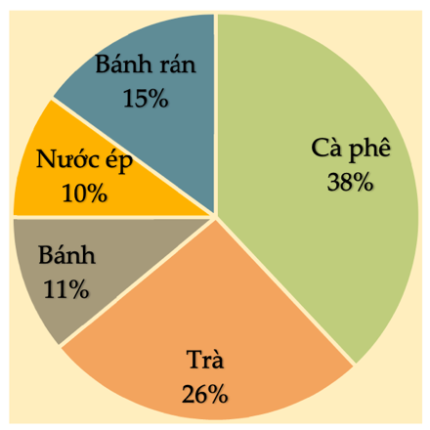 Bánh rán
15%
Cà phê
38%
Nước ép
10%
Bánh
11%
Trà
26%